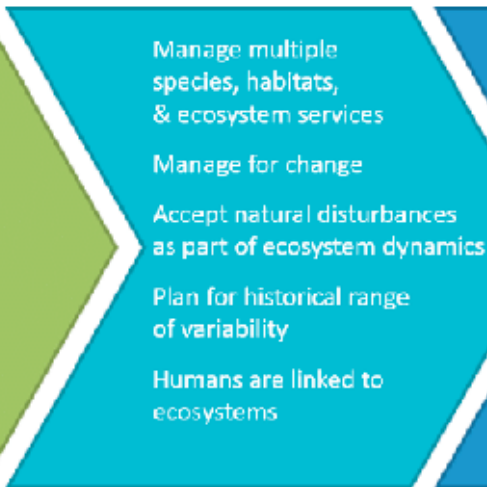 Manage multiple
species, habitats,
& ecosystem services
Manage for change
Accept natural disturbances
as part of ecosystem dynamics
Plan for historical range
of variability
Humans are linked to
ecosystems